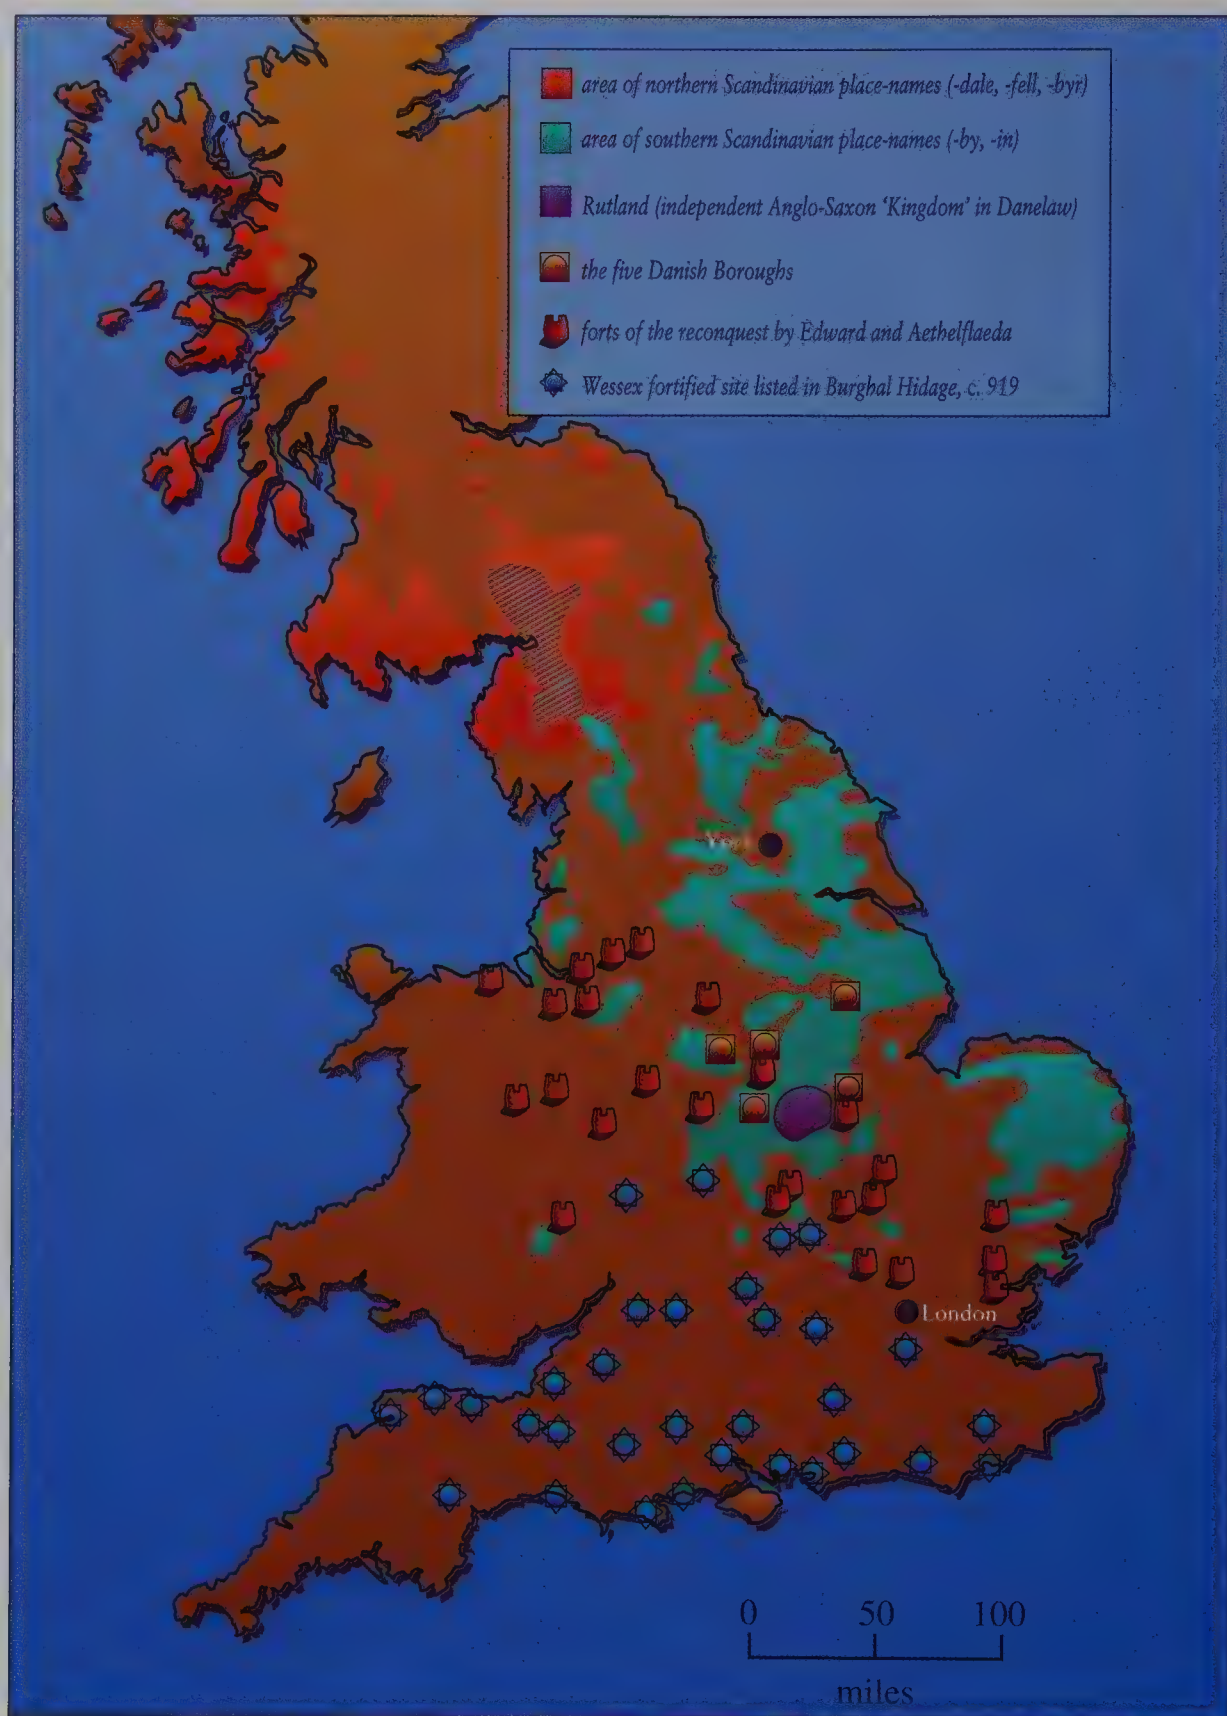 area of northern Scandinavian place-names (-dale, -fell, -byr)
area of southern Scandinavian place-names (-by, -in)
Rutland (independent Anglo-Saxon ‘Kingdom’ in Danelaw)
the five Danish Boroughs
forts of the reconquest by Edward and Aethelflaeda
Wessex fortified site listed in Burghal Hidage, c. 919
York
London
0 50 100
miles